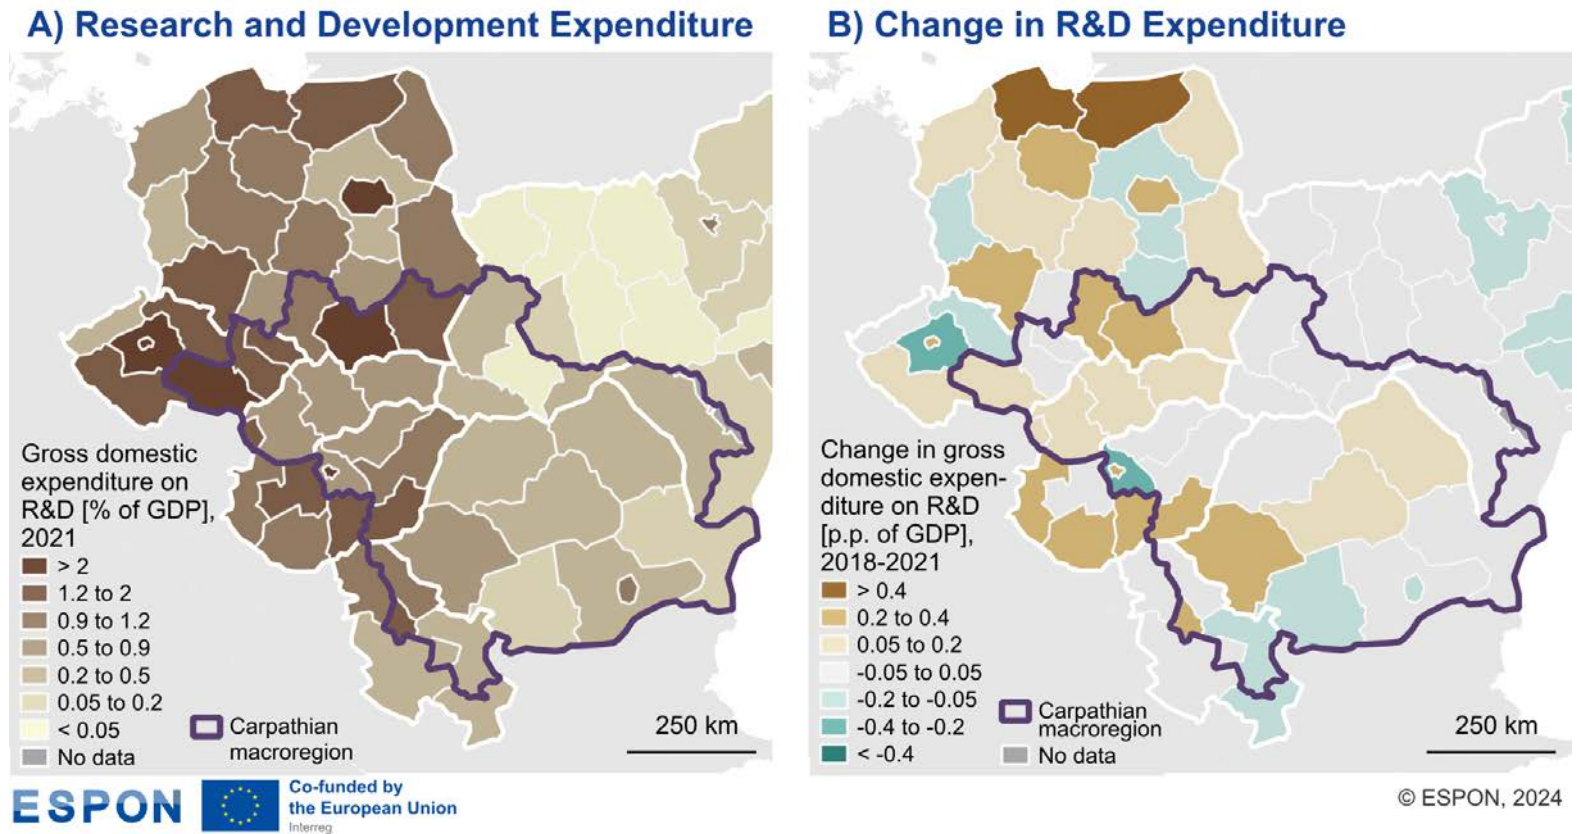 A) Research and Development Expenditure
B) Change in R&D Expenditure
Gross domestic
expenditure on
R&D [% of GDP],
2021
> 2
1.2 to 2
0.9 to 1.2
0.5 to 0.9
0.2 to 0.5
0.05 to 0.2
< 0.05
No data
Carpathian
macroregion
250 km
Change in gross
domestic expen-
diture on R&D
[p.p. of GDP],
2018-2021
> 0.4
0.2 to 0.4
0.05 to 0.2
-0.05 to 0.05
-0.2 to -0.05
-0.4 to -0.2
< -0.4
Carpathian
macroregion
No data
250 km
ESPON
Co-funded by
the European Union
Interreg
© ESPON, 2024